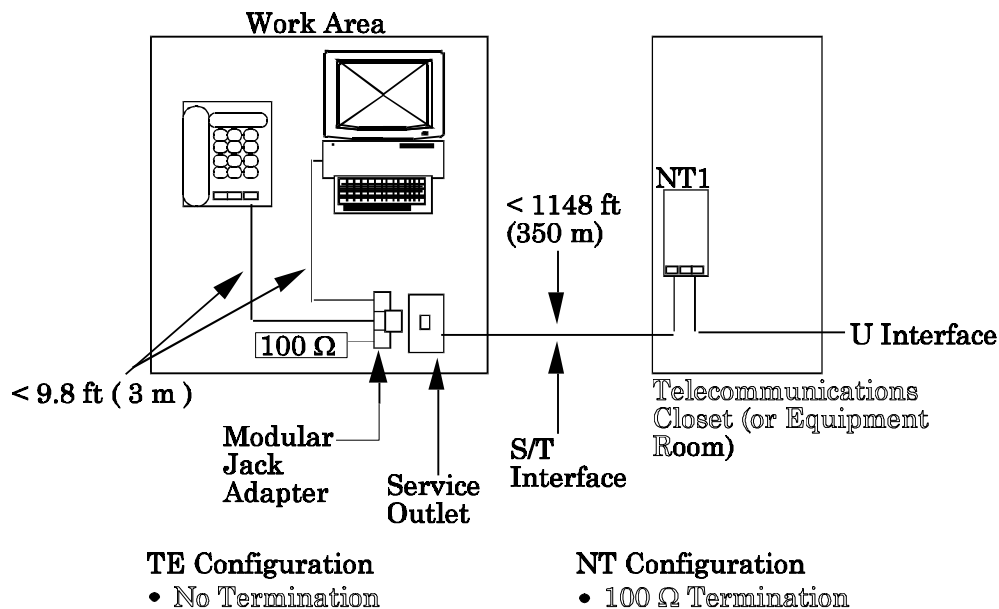 Work Area
NT1
< 1148 ft
(350 m)
100 Ω
U Interface
< 9.8 ft ( 3 m )
Telecommunications
Closet (or Equipment
Room)
Modular
Jack
Adapter
Service
Outlet
S/T
Interface
TE Configuration
• No Termination
NT Configuration
• 100 Ω Termination